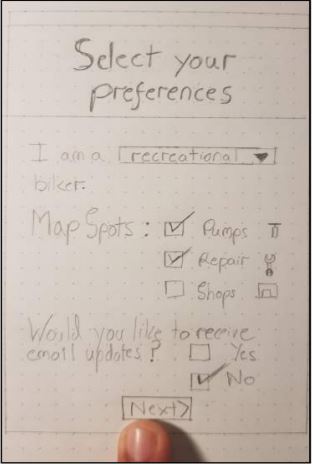 Select your
preferences
I am a recreational
biker.
Map Spots: Pumps
Repair
Shops
Would you like to receive
email updates? Yes
No
Next>